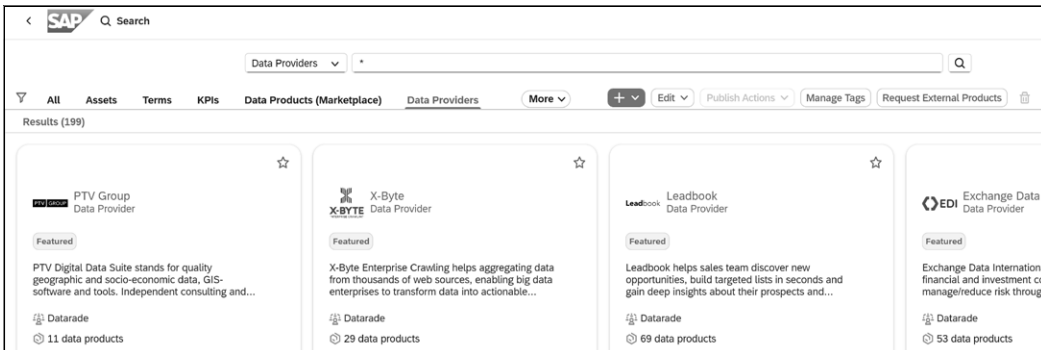 SAP Search
Data Providers *
All Assets Terms KPIs Data Products (Marketplace) Data Providers More Edit Publish Actions Manage Tags Request External Products
Results (199)
PTV GROUP PTV Group
Data Provider
Featured
PTV Digital Data Suite stands for quality
geographic and socio-economic data, GIS-
software and tools. Independent consulting and...
Datarade
11 data products
X-BYTE X-Byte
Data Provider
Featured
X-Byte Enterprise Crawling helps aggregating data
from thousands of web sources, enabling big data
enterprises to transform data into actionable...
Datarade
29 data products
Leadbook Leadbook
Data Provider
Featured
Leadbook helps sales team discover new
opportunities, build targeted lists in seconds and
gain deep insights about their prospects and...
Datarade
69 data products
EDI Exchange Data
Data Provider
Featured
Exchange Data Internation
financial and investment co
manage/reduce risk throug
Datarade
53 data products